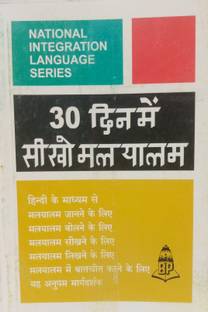 NATIONAL
INTEGRATION
LANGUAGE
SERIES
30 दिन में
सीखो मलयालम
हिन्दी के माध्यम से
मलयालम जानने के लिए
मलयालम बोलने के लिए
मलयालम सीखने के लिए
मलयालम लिखने के लिए
मलयालम में बातचीत करने के लिए
यह अनुपम मार्गदर्शक
BP